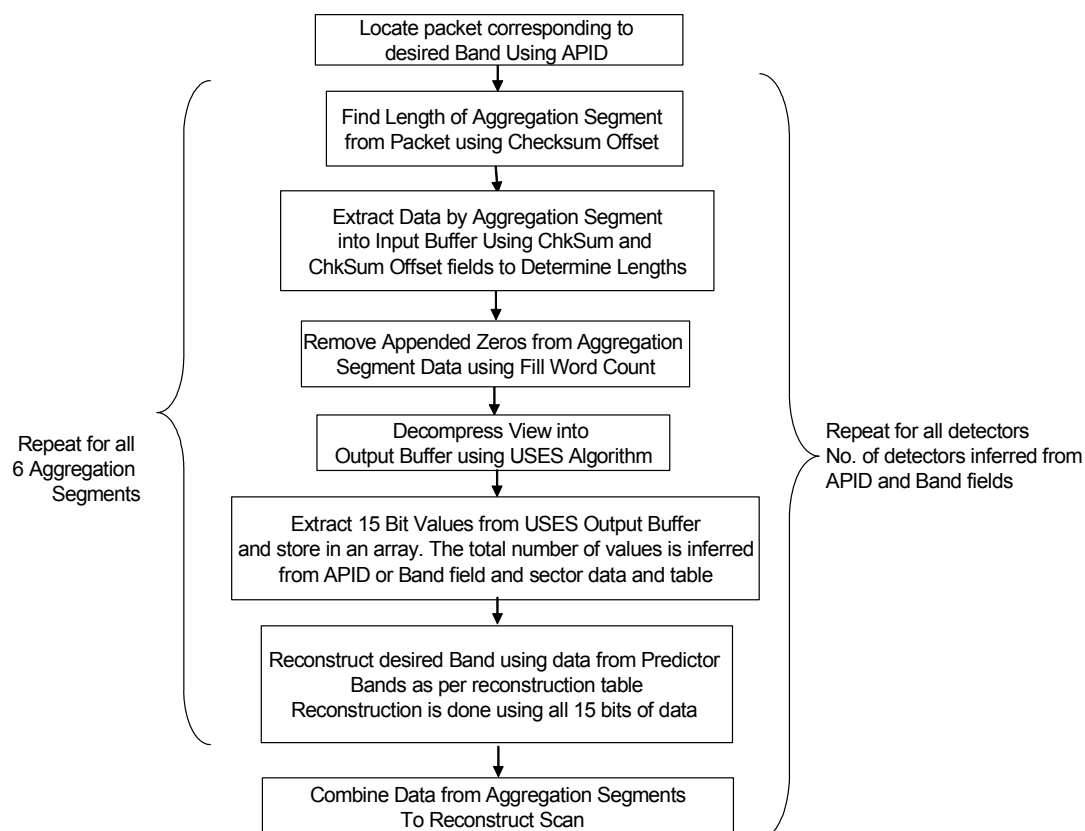 Locate packet corresponding to
desired Band Using APID
Find Length of Aggregation Segment
from Packet using Checksum Offset
Extract Data by Aggregation Segment
into Input Buffer Using ChkSum and
ChkSum Offset fields to Determine Lengths
Remove Appended Zeros from Aggregation
Segment Data using Fill Word Count
Decompress View into
Output Buffer using USES Algorithm
Repeat for all
6 Aggregation
Segments
Repeat for all detectors
No. of detectors inferred from
APID and Band fields
Extract 15 Bit Values from USES Output Buffer
and store in an array. The total number of values is inferred
from APID or Band field and sector data and table
Reconstruct desired Band using data from Predictor
Bands as per reconstruction table
Reconstruction is done using all 15 bits of data
Combine Data from Aggregation Segments
To Reconstruct Scan